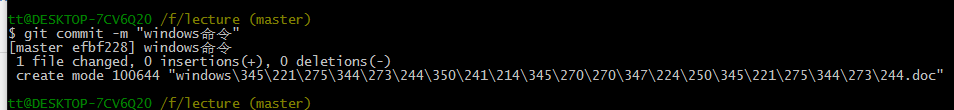 tt@DESKTOP-7CV6Q2O /f/lecture (master)
$ git commit -m "windows命令"
[master efbf228] windows命令
1 file changed, 0 insertions(+), 0 deletions(-)
create mode 100644 "windows\345\221\275\344\273\244\350\241\214\345\270\270\347\224\250\345\221\275\344\273\244.doc"
tt@DESKTOP-7CV6Q2O /f/lecture (master)